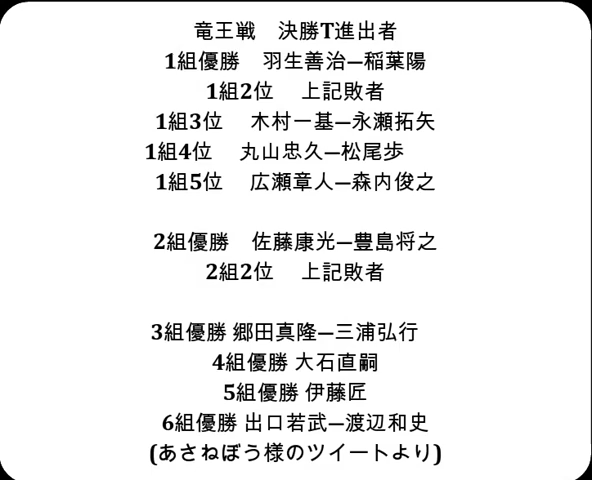 竜王戦　決勝T進出者
1組優勝　羽生善治―稲葉陽
1組2位　上記敗者
1組3位　木村一基―永瀬拓矢
1組4位　丸山忠久―松尾歩
1組5位　広瀬章人―森内俊之
2組優勝　佐藤康光―豊島将之
2組2位　上記敗者
3組優勝 郷田真隆―三浦弘行
4組優勝 大石直嗣
5組優勝 伊藤匠
6組優勝 出口若武―渡辺和史
(あさねぼう様のツイートより)